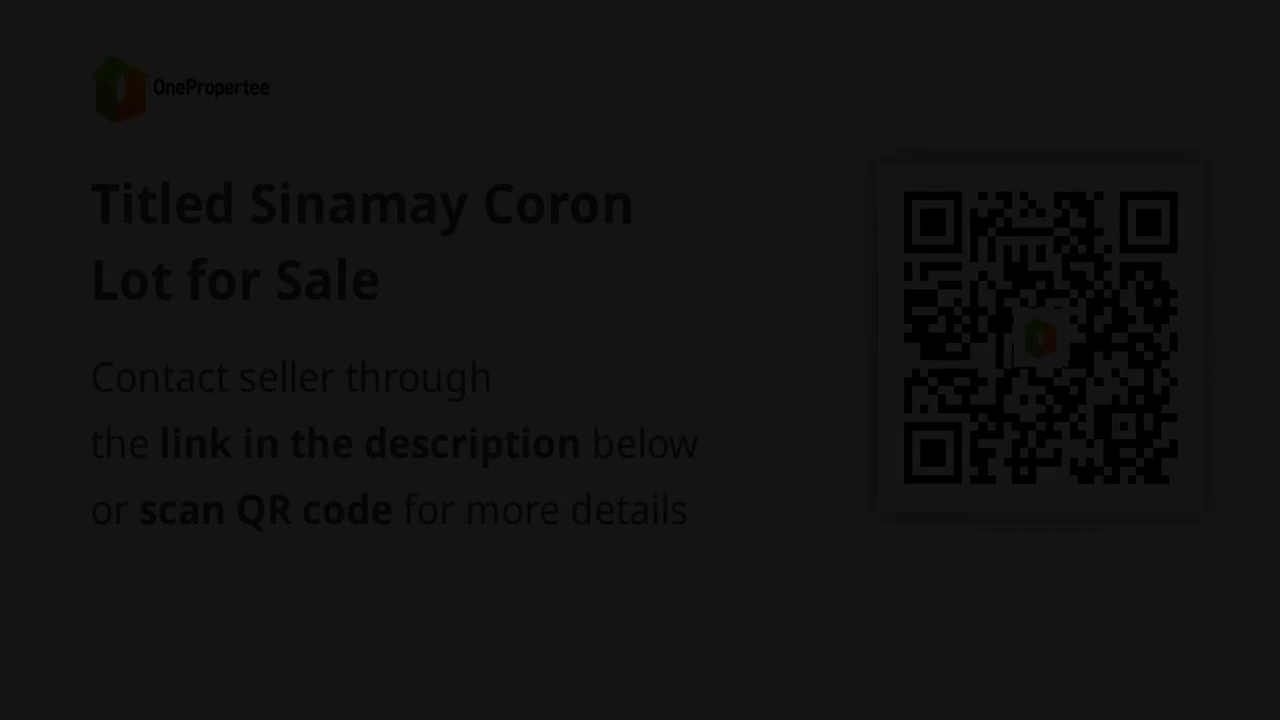 OnePropertee
Titled Sinamay Coron
Lot for Sale
Contact seller through
the link in the description below
or scan QR code for more details